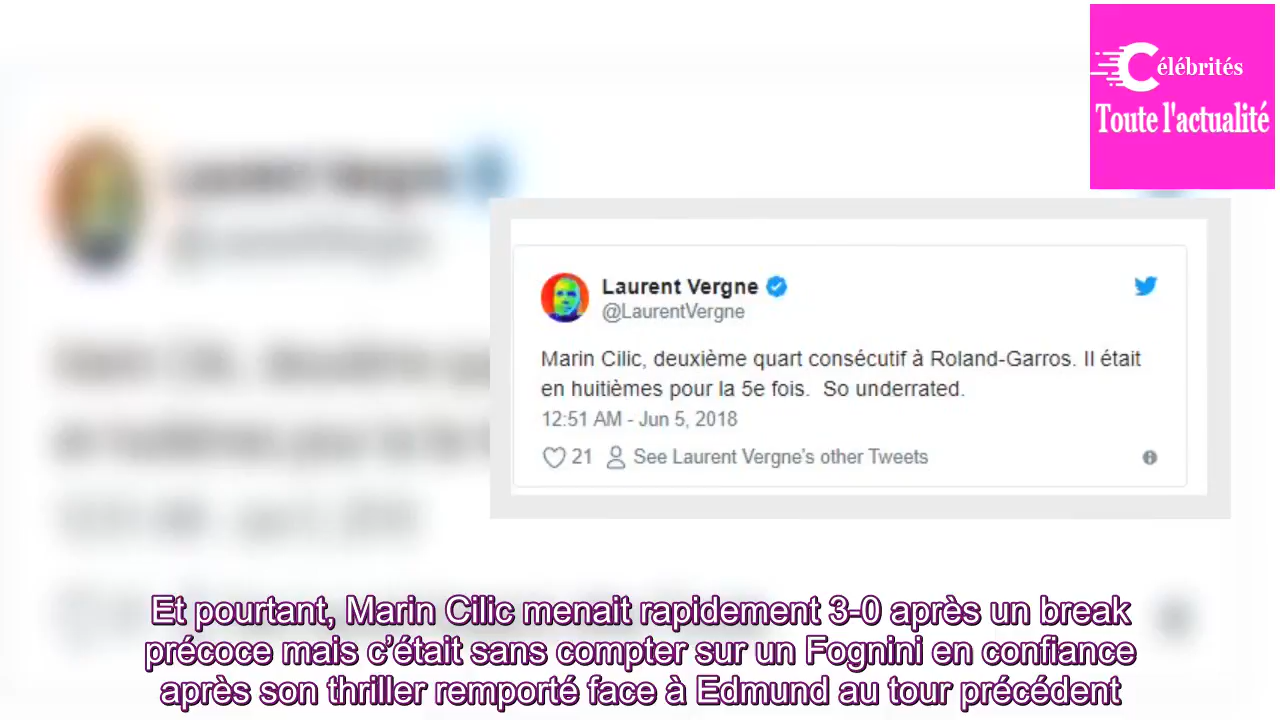 Célébrités
Toute l'actualité
Laurent Vergne
@LaurentVergne
Marin Cilic, deuxième quart consécutif à Roland-Garros. Il était
en huitièmes pour la 5e fois. So underrated.
12:51 AM - Jun 5, 2018
21 See Laurent Vergne's other Tweets
Et pourtant, Marin Cilic menait rapidement 3-0 après un break
précoce mais c’était sans compter sur un Fognini en confiance
après son thriller remporté face à Edmund au tour précédent